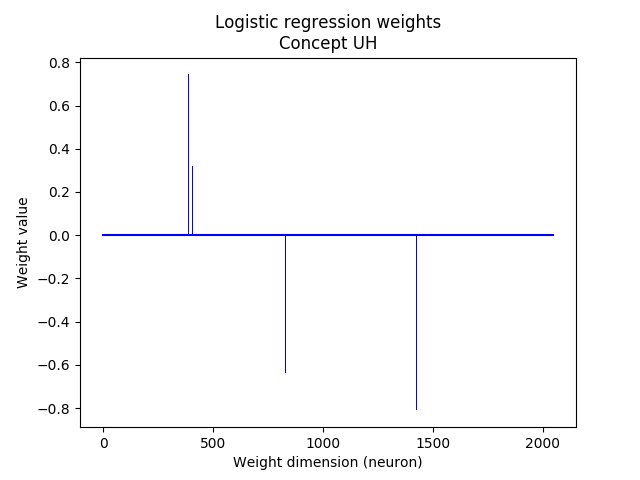 Logistic regression weights
Concept UH
0.8
0.6
0.4
0.2
0.0
−0.2
−0.4
−0.6
−0.8
Weight value
0 500 1000 1500 2000
Weight dimension (neuron)